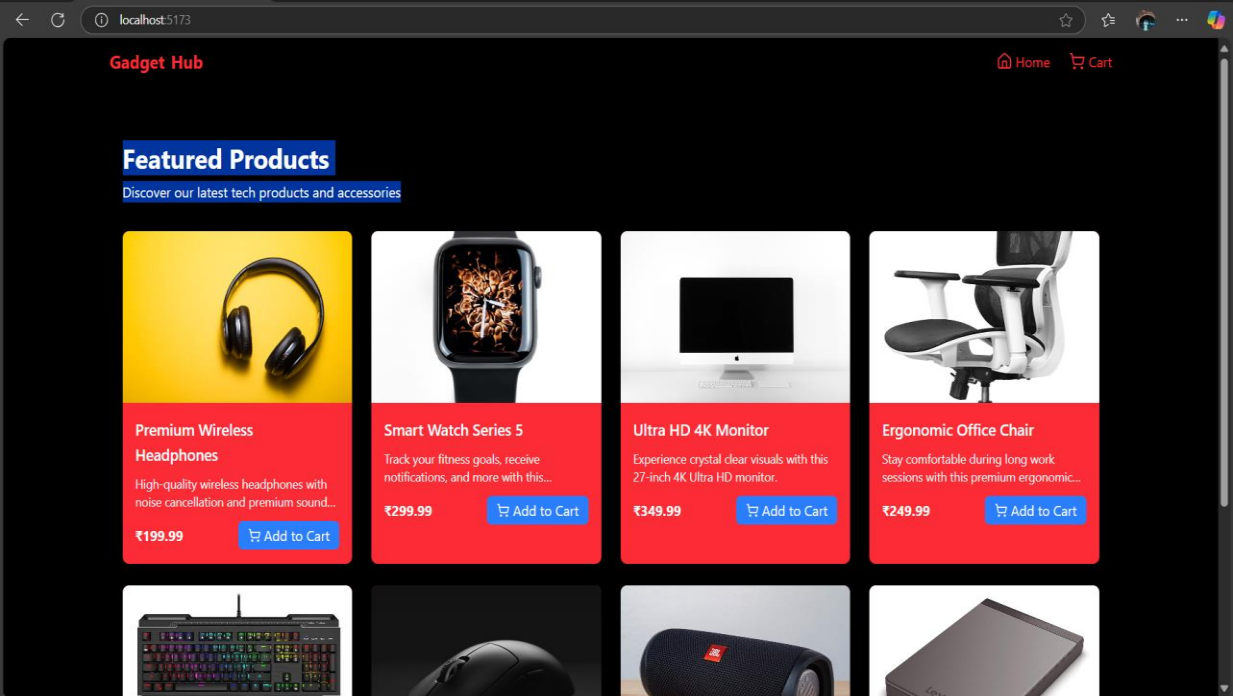 localhost:5173
Gadget Hub
Home
Cart
Featured Products
Discover our latest tech products and accessories
Premium Wireless
Headphones
High-quality wireless headphones with
noise cancellation and premium sound...
₹199.99
Add to Cart
Smart Watch Series 5
Track your fitness goals, receive
notifications, and more with this...
₹299.99
Add to Cart
Ultra HD 4K Monitor
Experience crystal clear visuals with this
27-inch 4K Ultra HD monitor.
₹349.99
Add to Cart
Ergonomic Office Chair
Stay comfortable during long work
sessions with this premium ergonomic...
₹249.99
Add to Cart
JBL